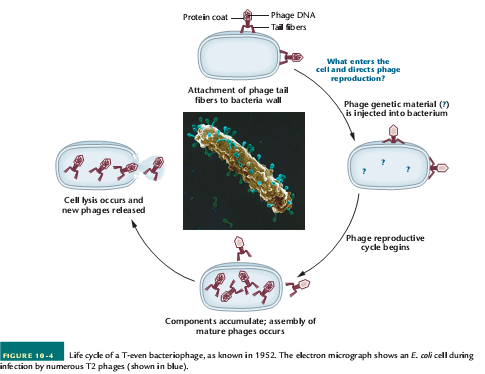 Protein coat
Phage DNA
Tail fibers
What enters the
cell and directs phage
reproduction?
Attachment of phage tail
fibers to bacteria wall
Phage genetic material (?)
is injected into bacterium
?
? ?
Cell lysis occurs and
new phages released
Phage reproductive
cycle begins
Components accumulate; assembly of
mature phages occurs
FIGURE 10-4 Life cycle of a T-even bacteriophage, as known in 1952. The electron micrograph shows an E. coli cell during
infection by numerous T2 phages (shown in blue).